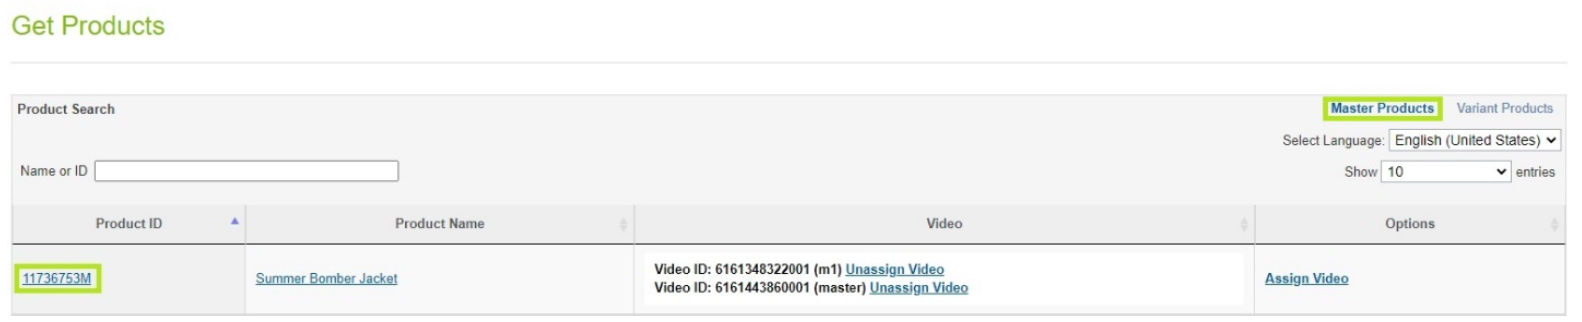 Get Products
Product Search
Master Products Variant Products
Select Language: English (United States)
Name or ID
Show 10 entries
Product ID Product Name Video Options
11736753M Summer Bomber Jacket Video ID: 6161348322001 (m1) Unassign Video Assign Video
Video ID: 6161443860001 (master) Unassign Video